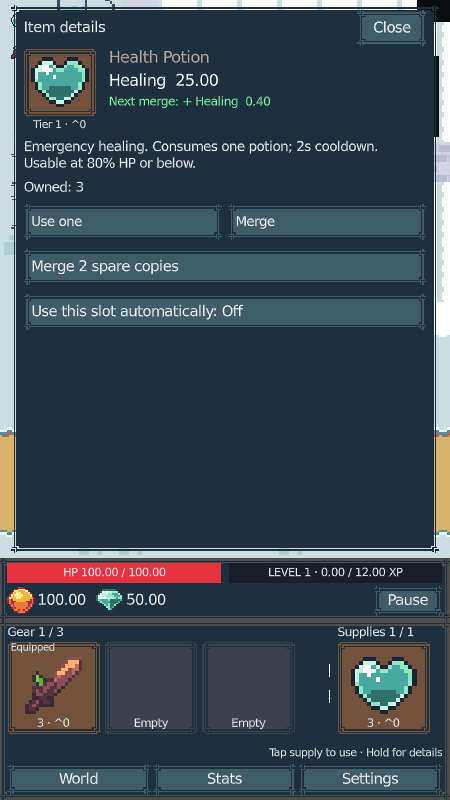 Item details
Close
Health Potion
Healing 25.00
Next merge: + Healing 0.40
Tier 1 · ^0
Emergency healing. Consumes one potion; 2s cooldown.
Usable at 80% HP or below.
Owned: 3
Use one
Merge
Merge 2 spare copies
Use this slot automatically: Off
HP 100.00 / 100.00
LEVEL 1 · 0.00 / 12.00 XP
100.00
50.00
Pause
Gear 1 / 3
Supplies 1 / 1
Equipped
3 · ^0
Empty
Empty
3 · ^0
Tap supply to use · Hold for details
World
Stats
Settings